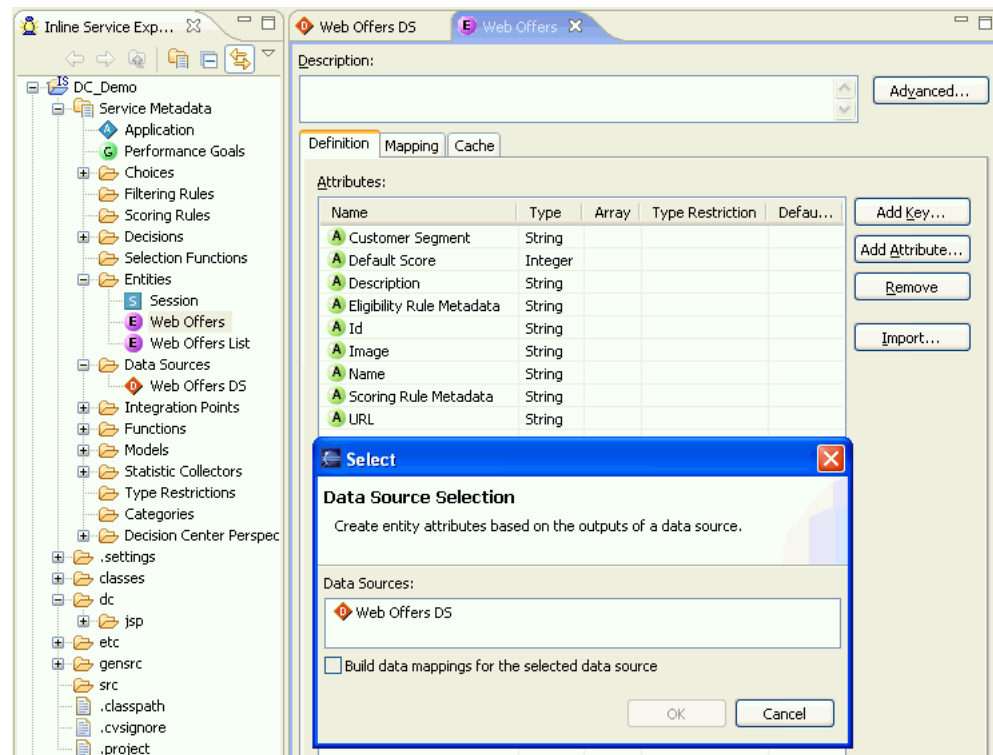 Inline Service Exp...
IS
DC_Demo
Service Metadata
Application
G Performance Goals
Choices
Filtering Rules
Scoring Rules
Decisions
Selection Functions
Entities
S Session
E Web Offers
E Web Offers List
Data Sources
D Web Offers DS
Integration Points
Functions
Models
Statistic Collectors
Type Restrictions
Categories
Decision Center Perspec
.settings
classes
dc
jsp
etc
gensrc
src
.classpath
.cvsignore
.project
Web Offers DS
E Web Offers
Description:
Advanced...
Definition Mapping Cache
Attributes:
Name Type Array Type Restriction Defau...
A Customer Segment String
A Default Score Integer
A Description String
A Eligibility Rule Metadata String
A Id String
A Image String
A Name String
A Scoring Rule Metadata String
A URL String
Add Key...
Add Attribute...
Remove
Import...
Select
Data Source Selection
Create entity attributes based on the outputs of a data source.
Data Sources:
D Web Offers DS
Build data mappings for the selected data source
OK Cancel